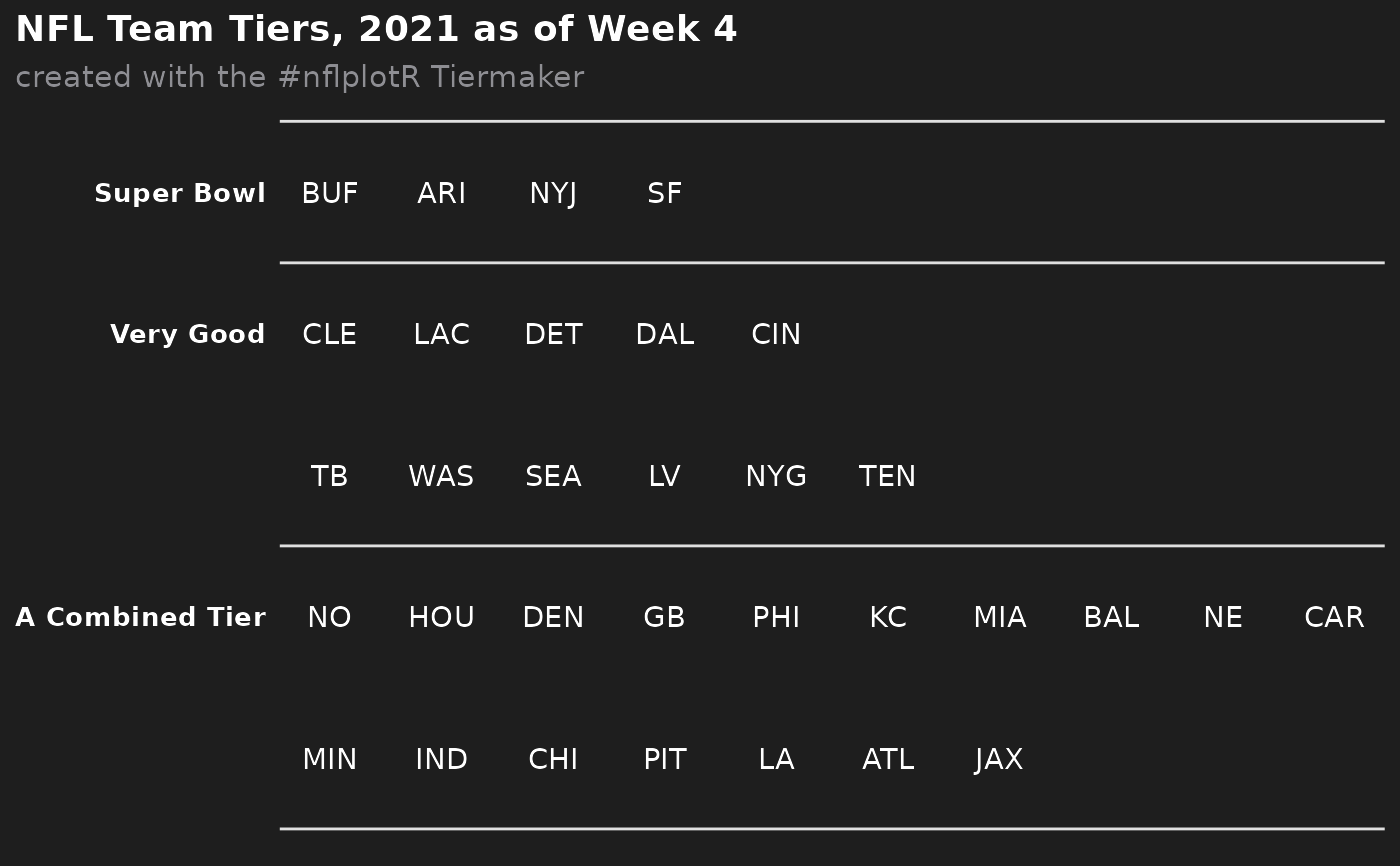 NFL Team Tiers, 2021 as of Week 4
created with the #nflplotR Tiermaker
Super Bowl BUF ARI NYJ SF
Very Good CLE LAC DET DAL CIN
TB WAS SEA LV NYG TEN
A Combined Tier NO HOU DEN GB PHI KC MIA BAL NE CAR
MIN IND CHI PIT LA ATL JAX